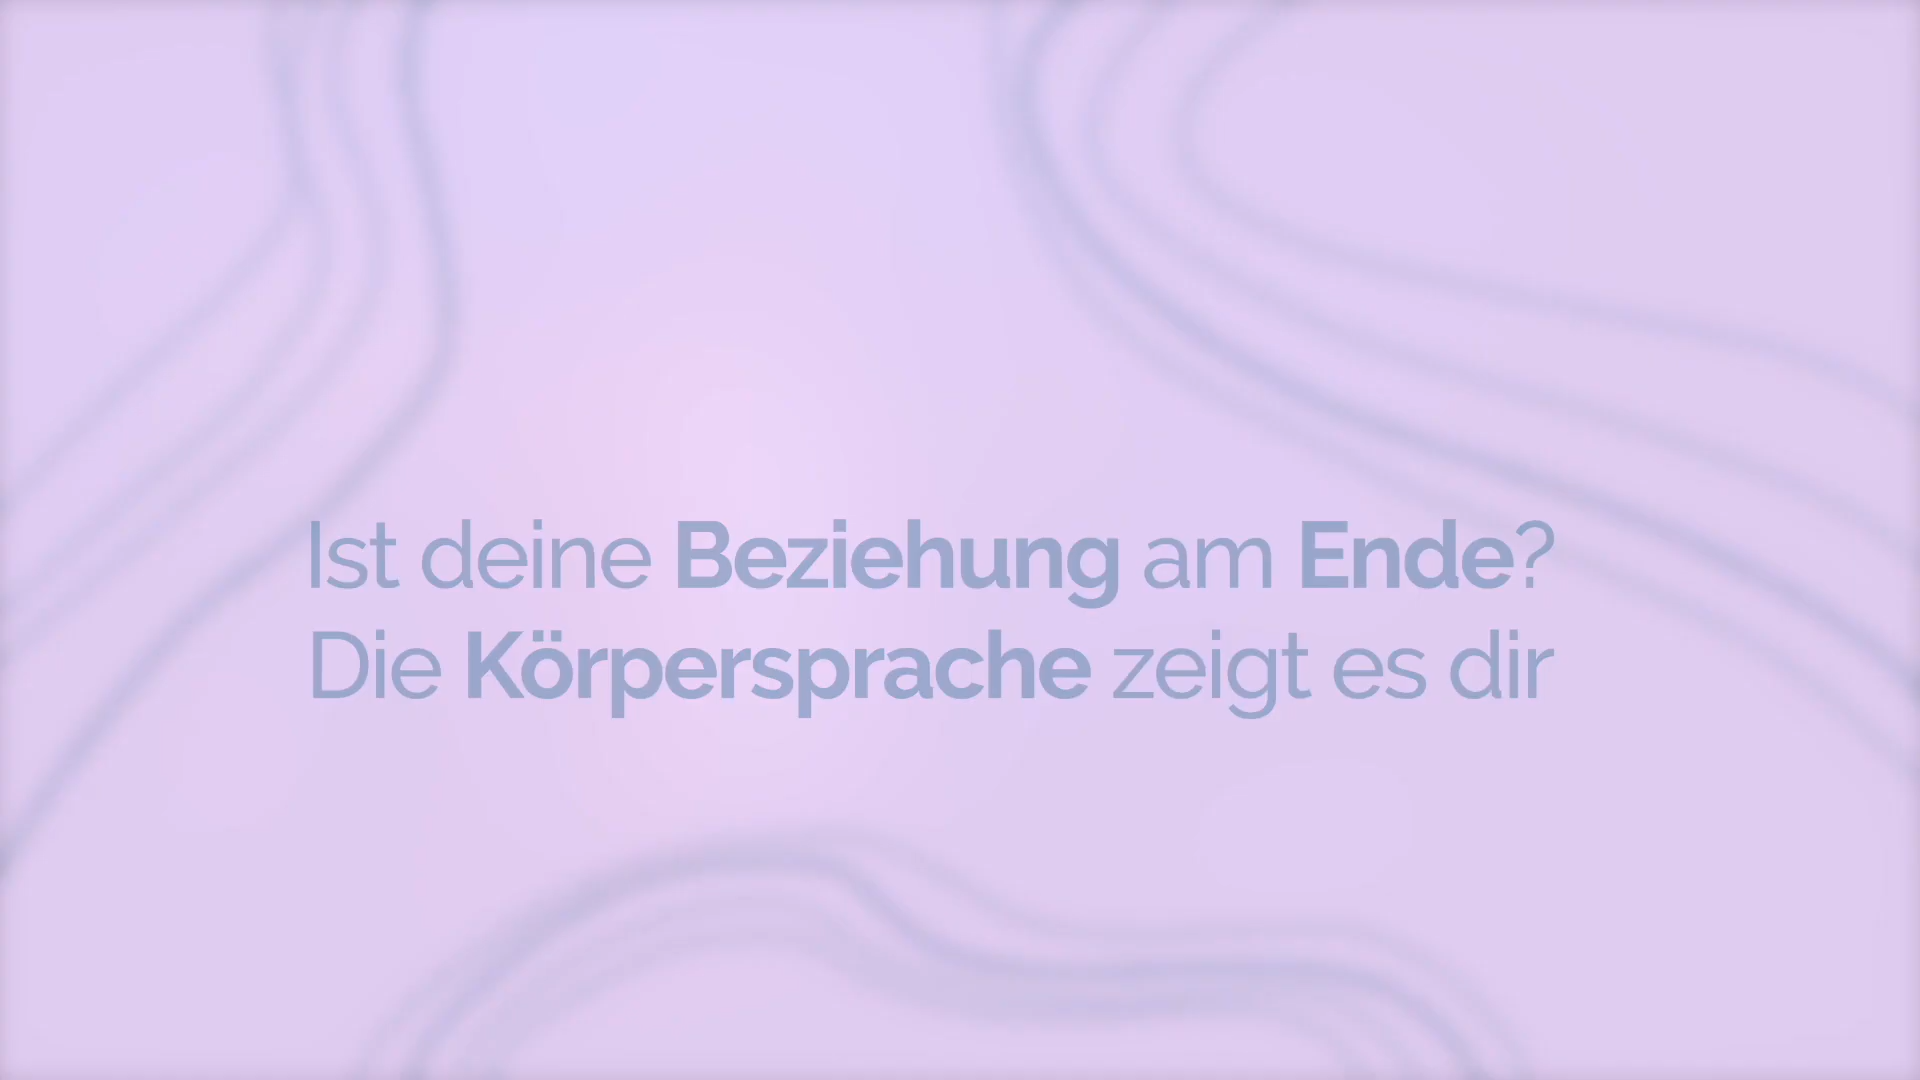 Ist deine Beziehung am Ende?
Die Körpersprache zeigt es dir